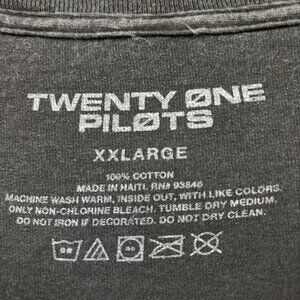 TWENTY ØNE
PILØTS
XXLARGE
100% COTTON
MADE IN HAITI. RN# 93846
MACHINE WASH WARM, INSIDE OUT, WITH LIKE COLORS.
ONLY NON-CHLORINE BLEACH. TUMBLE DRY MEDIUM.
DO NOT IRON IF DECORATED. DO NOT DRY CLEAN.